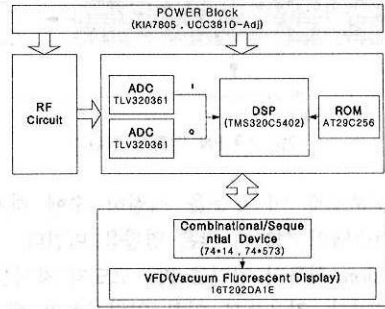 POWER Block
(KIA7805 , UCC381D-Adj)
RF
Circuit
ADC
TLV320361
I
ADC
TLV320361
Q
DSP
(TMS320C5402)
ROM
AT29C256
Combinational/Seque
ntial Device
(74*14 , 74*573)
VFD(Vacuum Fluorescent Display)
16T202DA1E